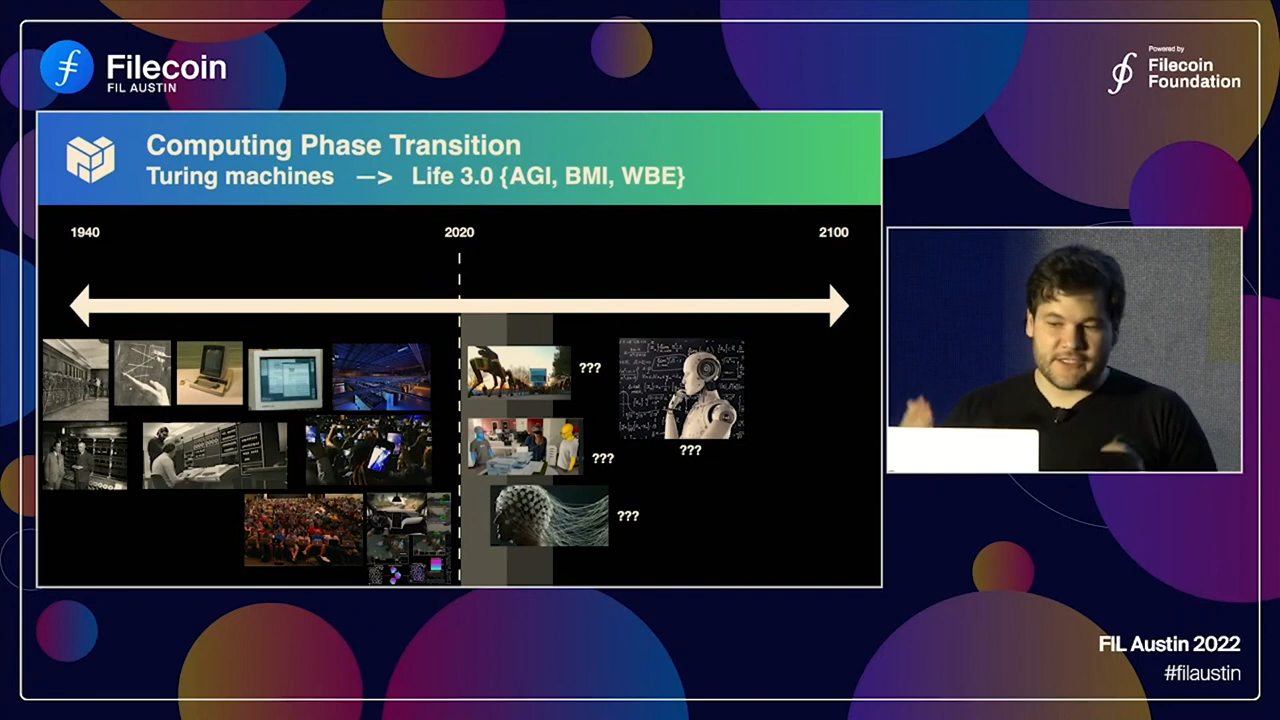 Filecoin
FIL AUSTIN
Powered by
Filecoin
Foundation
Computing Phase Transition
Turing machines —> Life 3.0 {AGI, BMI, WBE}
1940
2020
2100
???
???
???
???
FIL Austin 2022
#filaustin